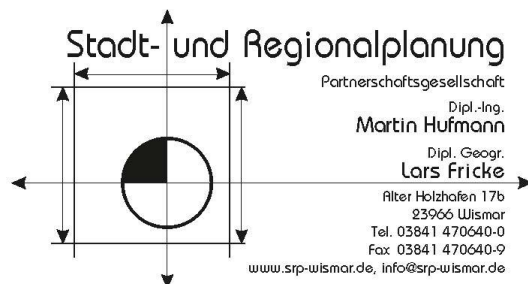 Stadt- und Regionalplanung
Partnerschaftsgesellschaft
Dipl.-Ing.
Martin Hufmann
Dipl. Geogr.
Lars Fricke
Alter Holzhafen 17b
23966 Wismar
Tel. 03841 470640-0
Fax 03841 470640-9
www.srp-wismar.de, info@srp-wismar.de